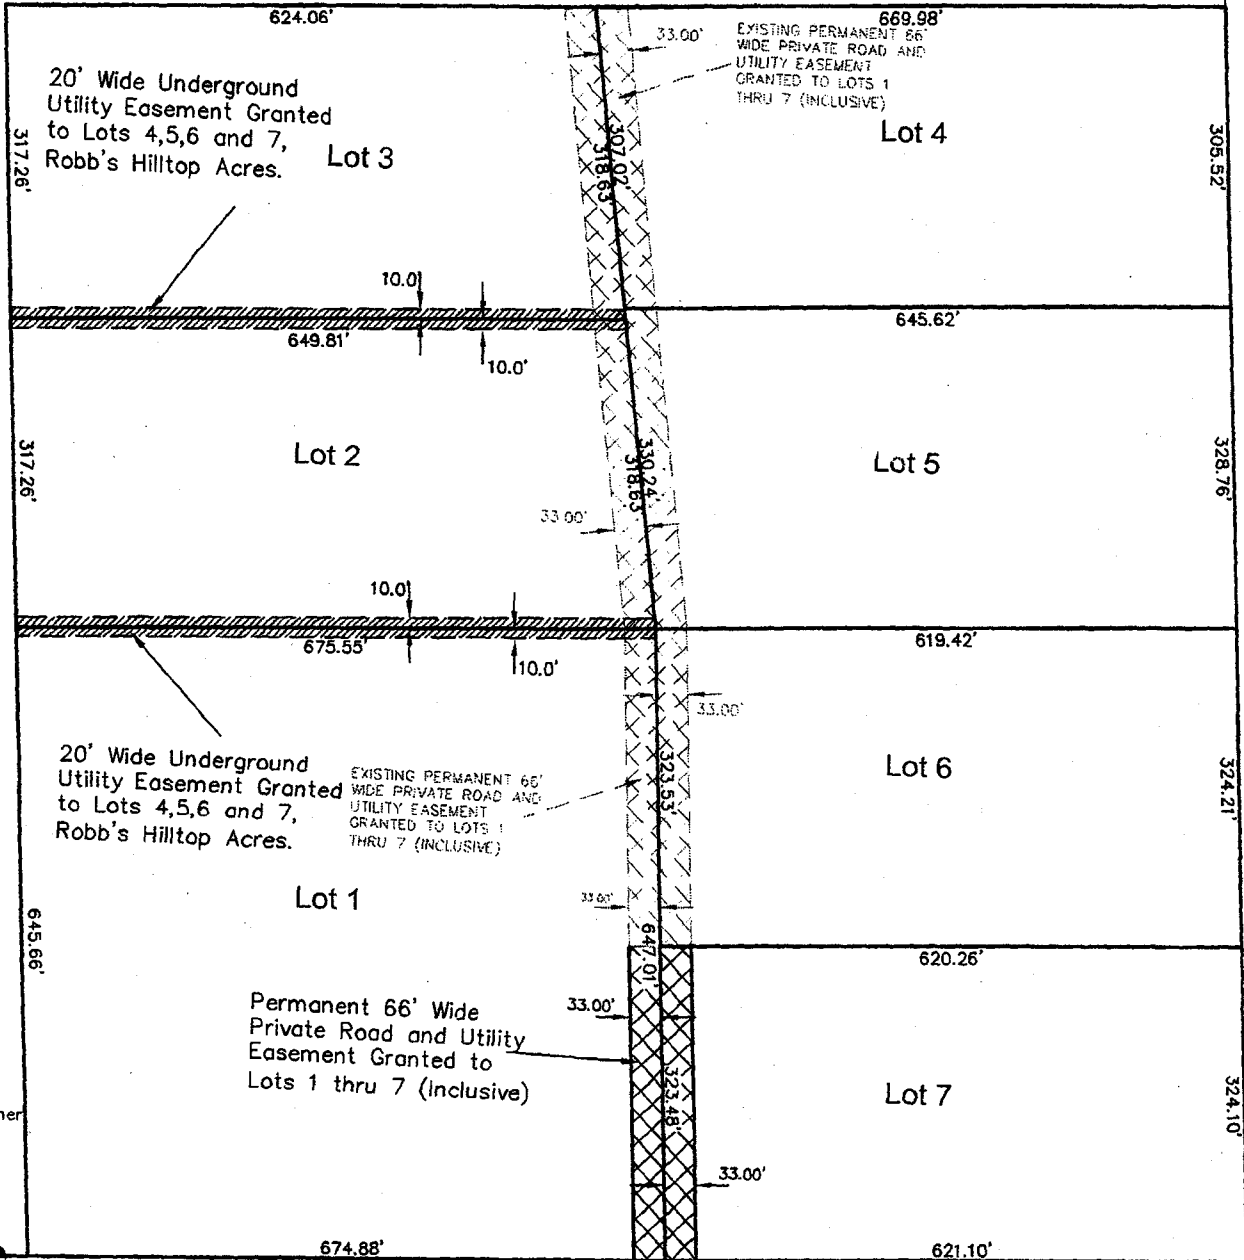 624.06'
669.98'
33.00'
EXISTING PERMANENT 66'
WIDE PRIVATE ROAD AND
UTILITY EASEMENT
GRANTED TO LOTS 1
THRU 7 (INCLUSIVE)
20' Wide Underground
Utility Easement Granted
to Lots 4,5,6 and 7,
Robb's Hilltop Acres.
Lot 3
Lot 4
317.26'
307.02'
318.63'
305.52'
10.0'
649.81'
10.0'
645.62'
Lot 2
Lot 5
317.26'
330.24'
318.63'
328.76'
33.00'
10.0'
675.55'
10.0'
619.42'
33.00'
20' Wide Underground
Utility Easement Granted
to Lots 4,5,6 and 7,
Robb's Hilltop Acres.
EXISTING PERMANENT 66'
WIDE PRIVATE ROAD AND
UTILITY EASEMENT
GRANTED TO LOTS 1
THRU 7 (INCLUSIVE)
323.53'
Lot 6
324.21'
Lot 1
33.00'
645.66'
647.01'
620.26'
Permanent 66' Wide
Private Road and Utility
Easement Granted to
Lots 1 thru 7 (Inclusive)
33.00'
323.48'
Lot 7
324.10'
ner
33.00'
674.88'
621.10'